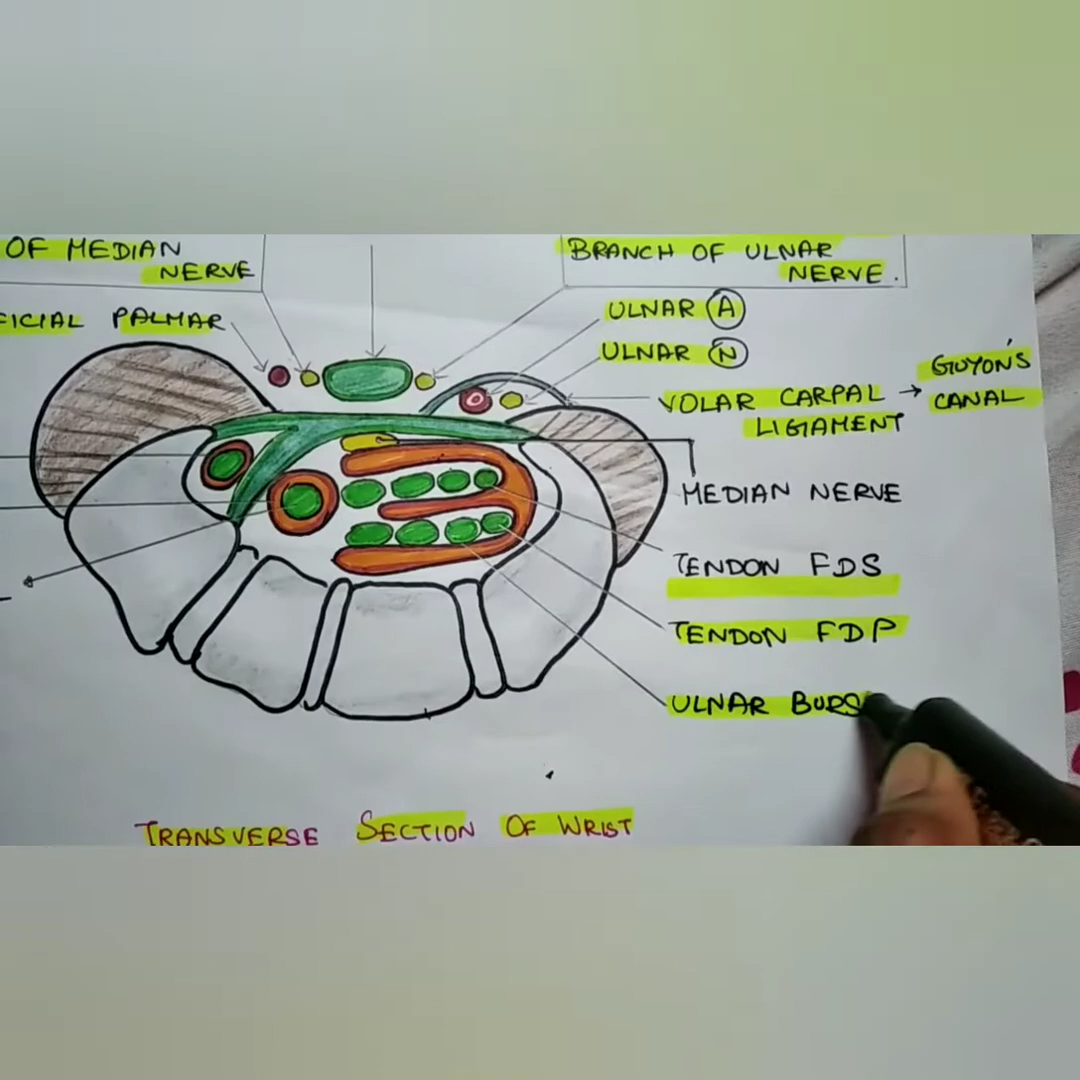 OF MEDIAN
NERVE
BRANCH OF ULNAR
NERVE.
FICIAL PALMAR
ULNAR A
ULNAR N
VOLAR CARPAL → GUYON'S
LIGAMENT CANAL
MEDIAN NERVE
TENDON FDS
TENDON FDP
ULNAR BURS
TRANSVERSE SECTION OF WRIST